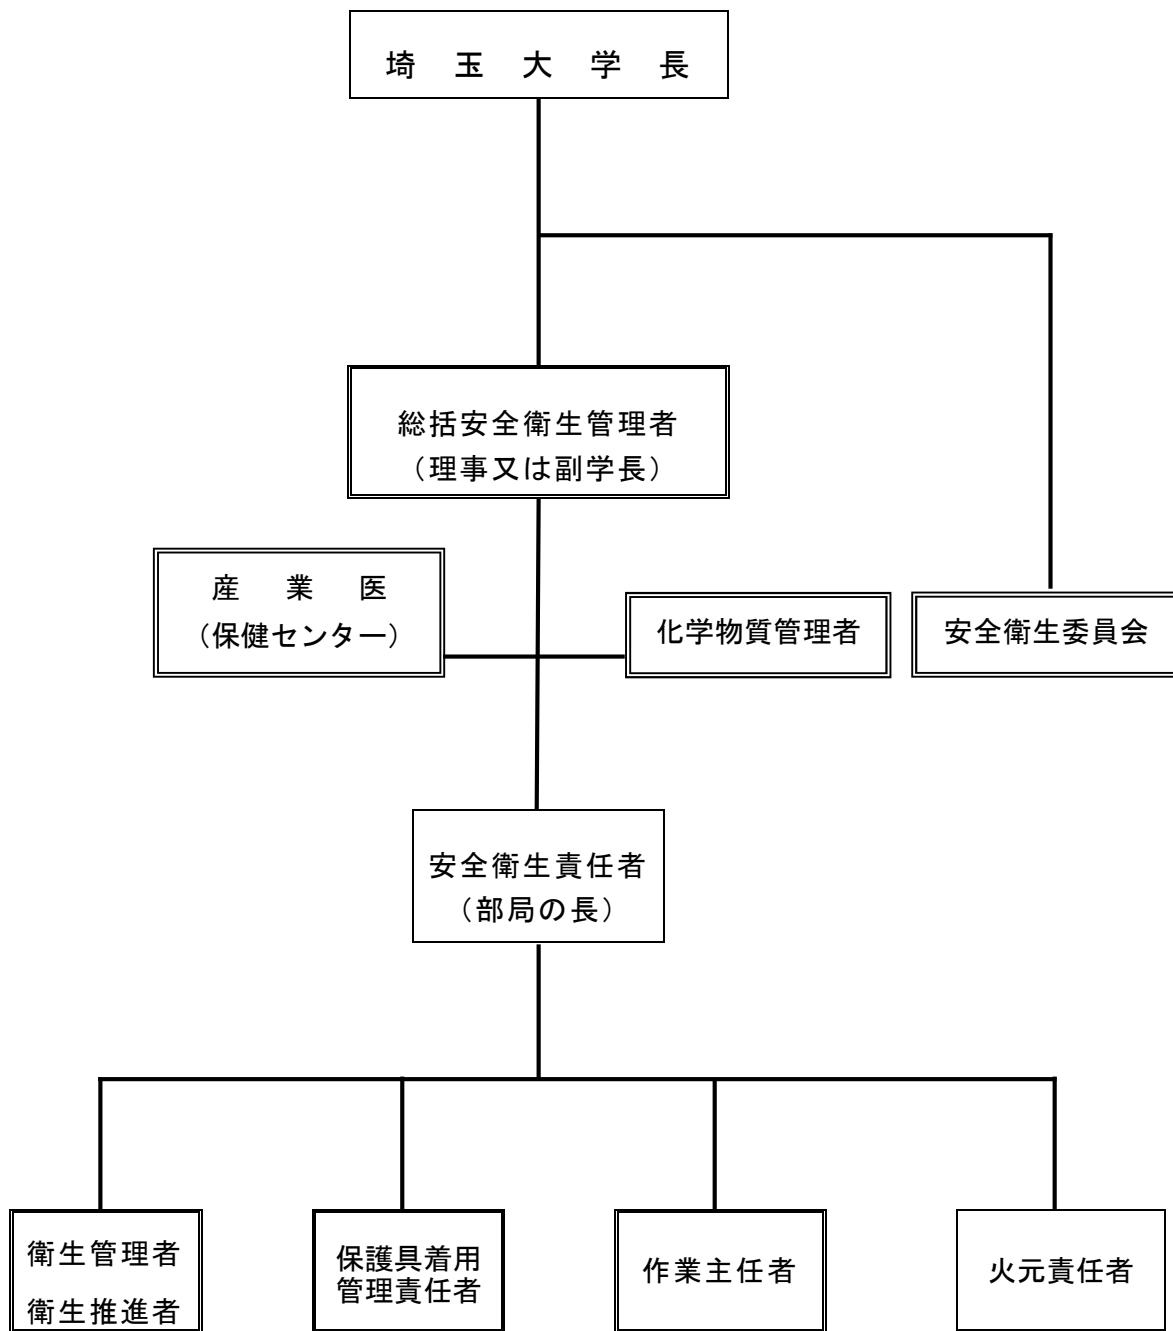 埼玉大学長
総括安全衛生管理者
（理事又は副学長）
産業医
（保健センター）
化学物質管理者
安全衛生委員会
安全衛生責任者
（部局の長）
衛生管理者
衛生推進者
保護具着用
管理責任者
作業主任者
火元責任者